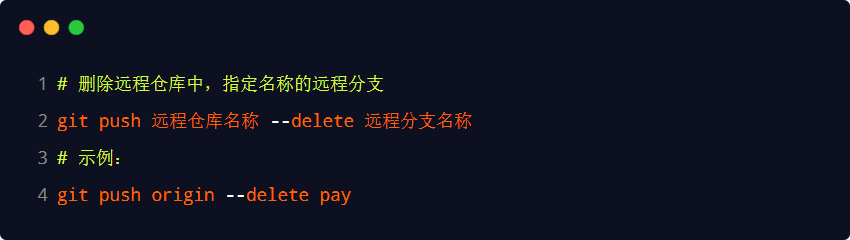 1 # 删除远程仓库中，指定名称的远程分支
2 git push 远程仓库名称 --delete 远程分支名称
3 # 示例：
4 git push origin --delete pay